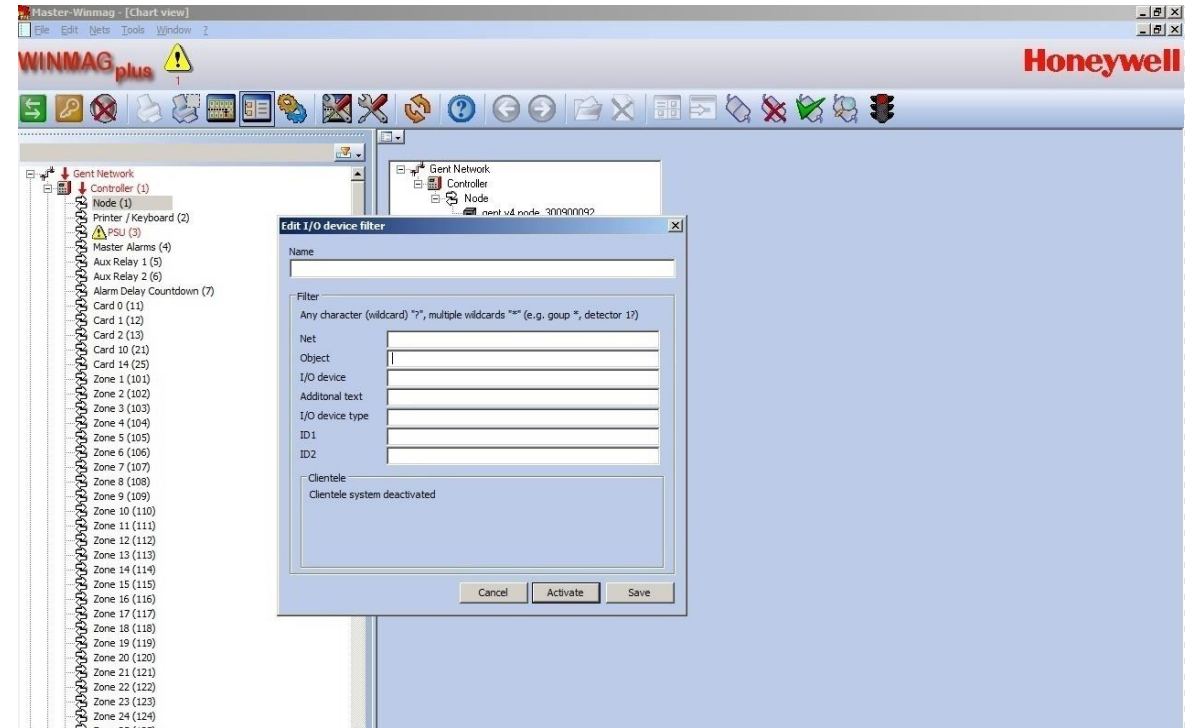 Master-Winmag - [Chart view]
File Edit Nets Tools Window ?
WINMAG plus
1
Honeywell
Gent Network
Controller (1)
Node (1)
Printer / Keyboard (2)
PSU (3)
Master Alarms (4)
Aux Relay 1 (5)
Aux Relay 2 (6)
Alarm Delay Countdown (7)
Card 0 (11)
Card 1 (12)
Card 2 (13)
Card 10 (21)
Card 14 (25)
Zone 1 (101)
Zone 2 (102)
Zone 3 (103)
Zone 4 (104)
Zone 5 (105)
Zone 6 (106)
Zone 7 (107)
Zone 8 (108)
Zone 9 (109)
Zone 10 (110)
Zone 11 (111)
Zone 12 (112)
Zone 13 (113)
Zone 14 (114)
Zone 15 (115)
Zone 16 (116)
Zone 17 (117)
Zone 18 (118)
Zone 19 (119)
Zone 20 (120)
Zone 21 (121)
Zone 22 (122)
Zone 23 (123)
Zone 24 (124)
Gent Network
Controller
Node
gent v4 node 300900092
Edit I/O device filter
Name
Filter
Any character (wildcard) "?", multiple wildcards "*" (e.g. goup *, detector 1?)
Net
Object
I/O device
Additonal text
I/O device type
ID1
ID2
Clientele
Clientele system deactivated
Cancel Activate Save